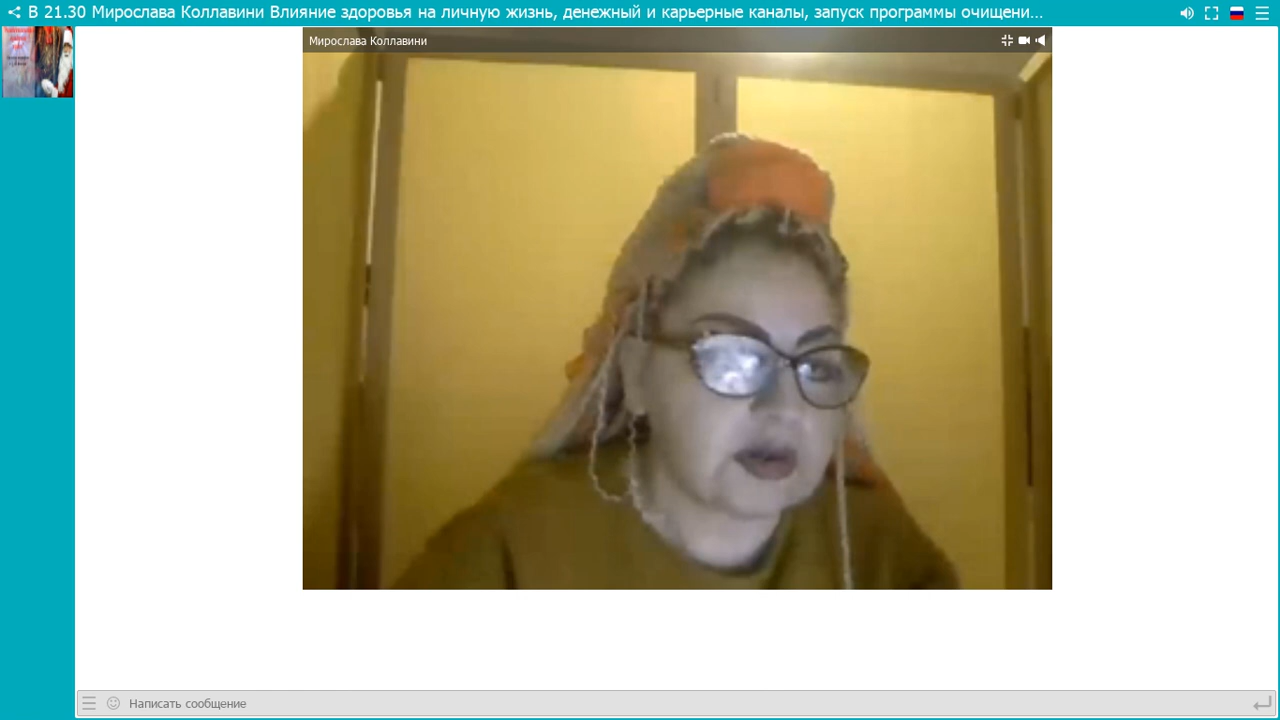 В 21.30 Мирослава Коллавини Влияние здоровья на личную жизнь, денежный и карьерные каналы, запуск программы очищени...
Мирослава Коллавини
Написать сообщение